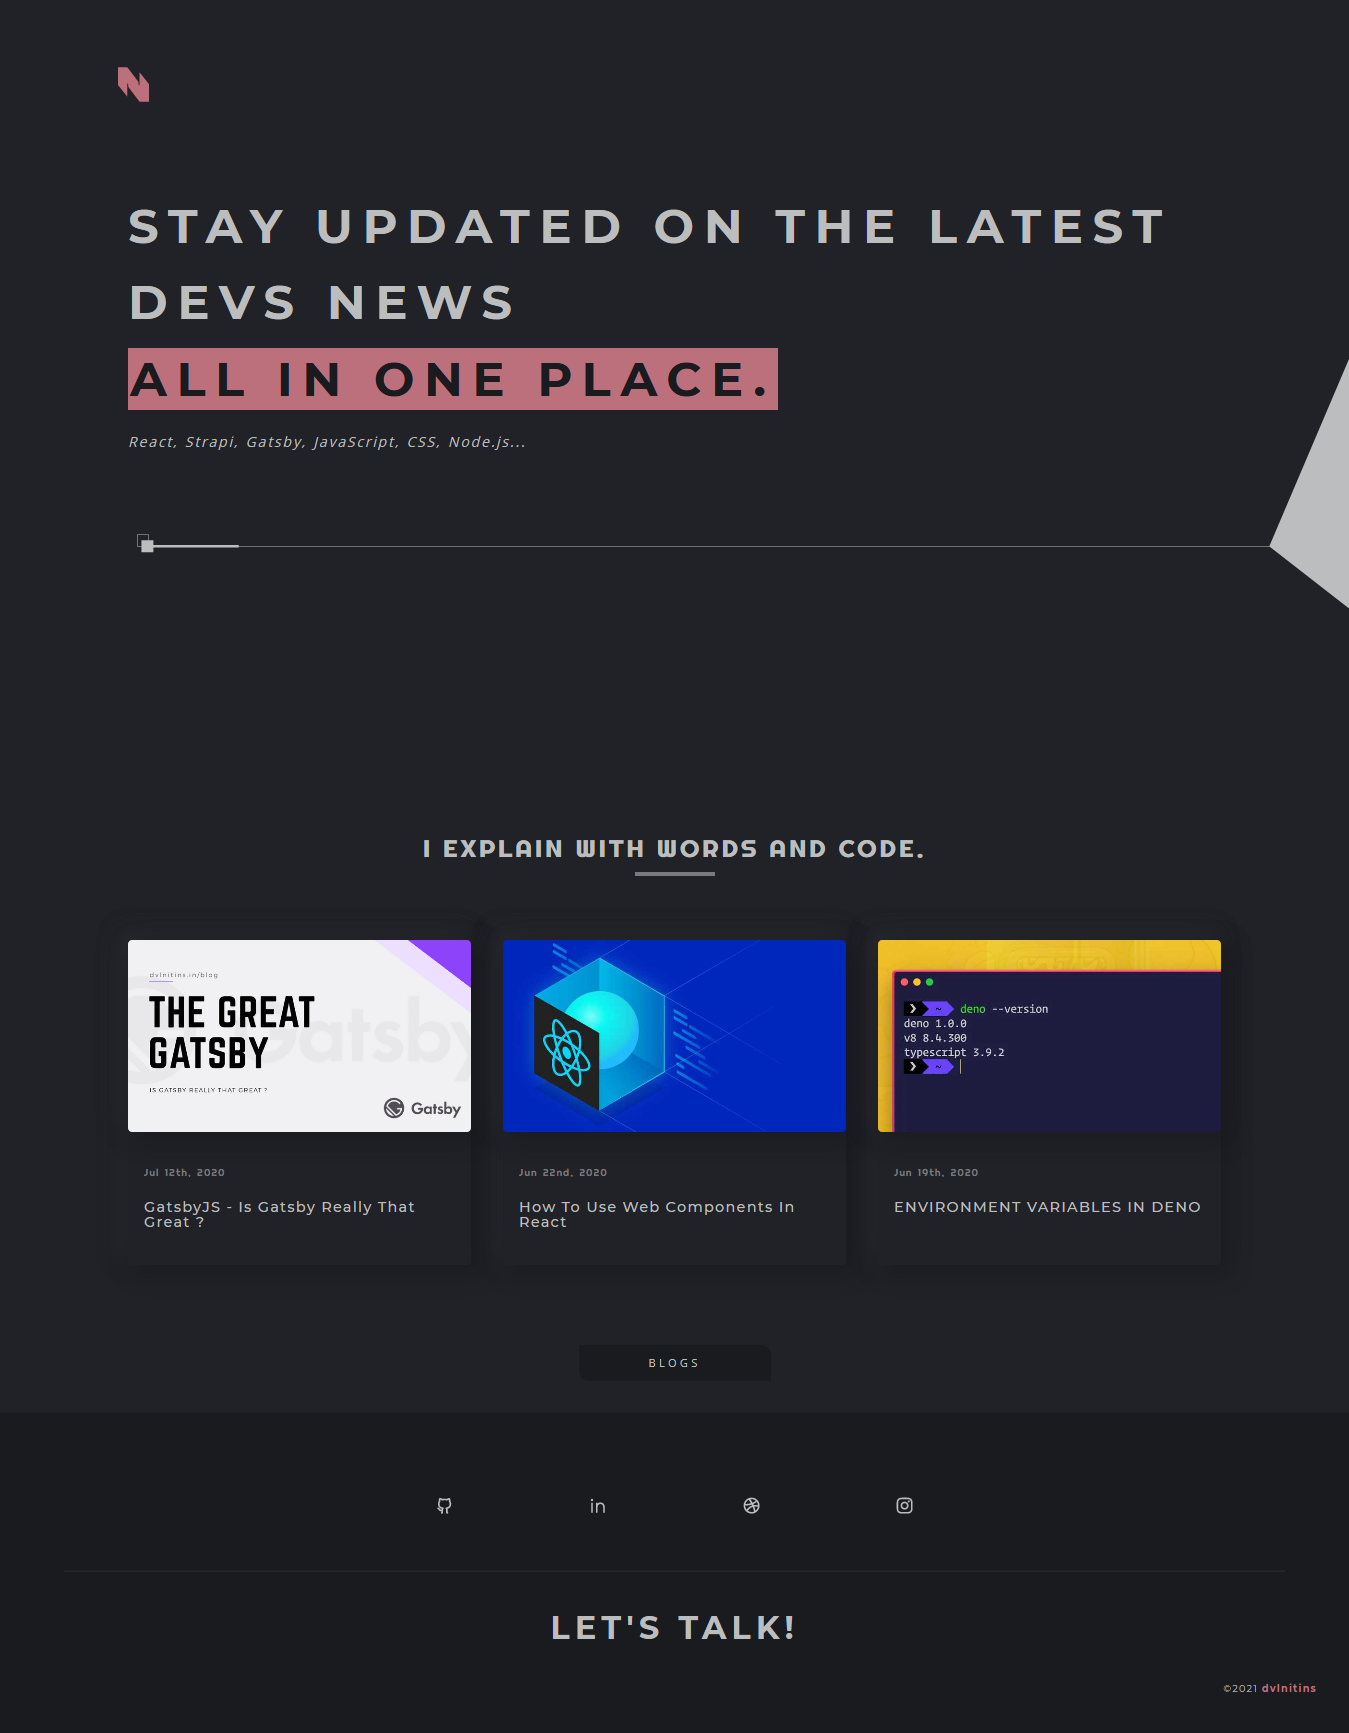 STAY UPDATED ON THE LATEST
DEVS NEWS
ALL IN ONE PLACE.
React, Strapi, Gatsby, JavaScript, CSS, Node.js...
I EXPLAIN WITH WORDS AND CODE.
dvlnitins.in/blog
THE GREAT
GATSBY
Gatsby
IS GATSBY REALLY THAT GREAT ?
Gatsby
Jul 12th, 2020
GatsbyJS - Is Gatsby Really That
Great ?
Jun 22nd, 2020
How To Use Web Components In
React
❯ ~ deno --version
deno 1.0.0
v8 8.4.300
typescript 3.9.2
❯ ~
Jun 19th, 2020
ENVIRONMENT VARIABLES IN DENO
BLOGS
in
LET'S TALK!
©2021 dvlnitins